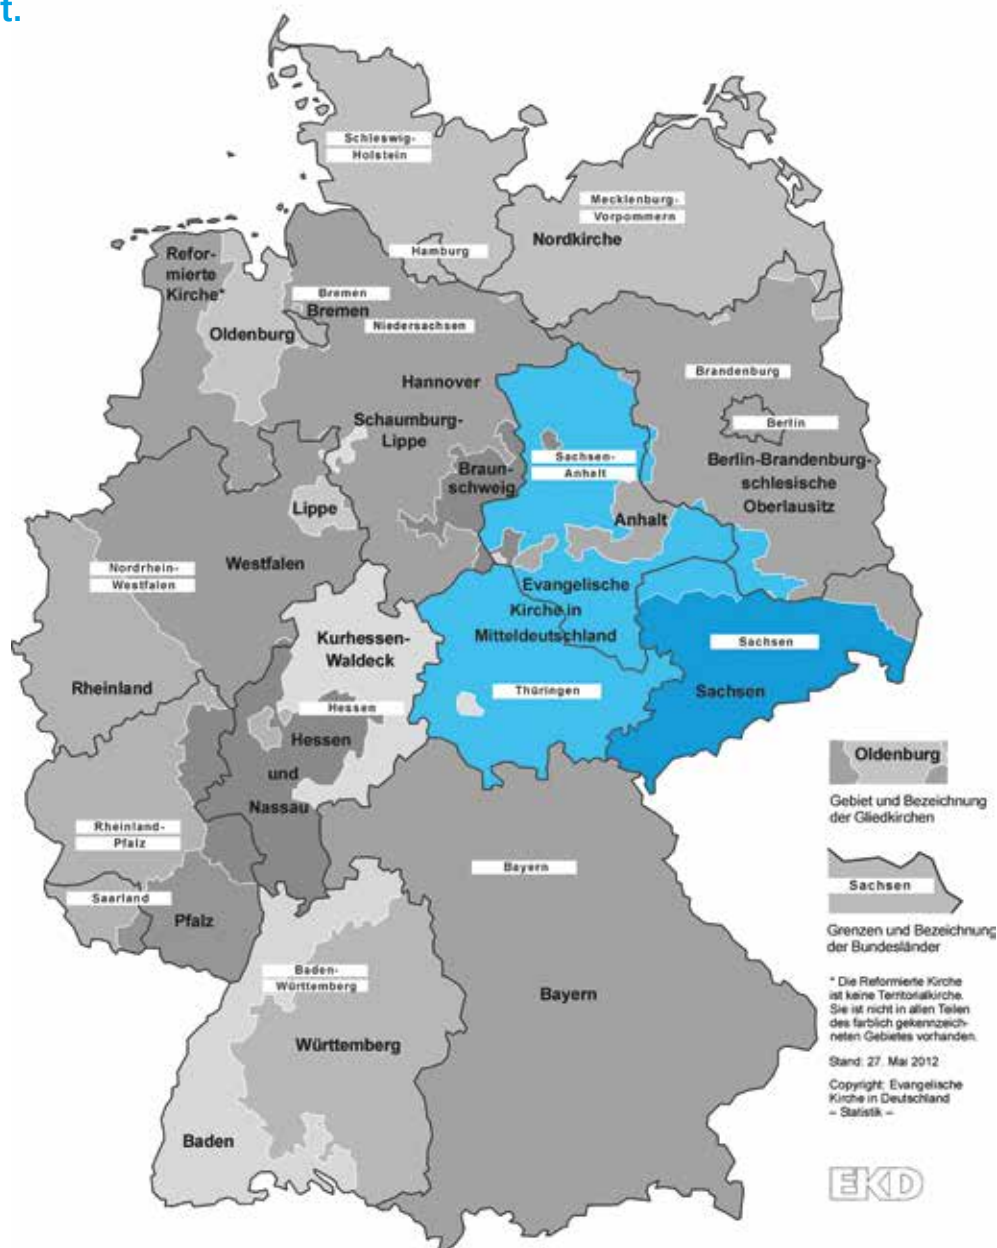 t.
Schleswig-
Holstein
Mecklenburg-
Vorpommern
Nordkirche
Hamburg
Refor-
mierte
Kirche*
Bremen
Bremen
Oldenburg
Niedersachsen
Hannover
Brandenburg
Schaumburg-
Lippe
Berlin
Sachsen-
Anhalt
Berlin-Brandenburg-
schlesische
Oberlausitz
Braun-
schweig
Lippe
Anhalt
Westfalen
Nordrhein-
Westfalen
Evangelische
Kirche in
Mitteldeutschland
Kurhessen-
Waldeck
Sachsen
Rheinland
Thüringen
Sachsen
Hessen
Hessen
und
Nassau
Oldenburg
Gebiet und Bezeichnung
der Gliedkirchen
Rheinland-
Pfalz
Bayern
Saarland
Sachsen
Pfalz
Grenzen und Bezeichnung
der Bundesländer
Baden-
Württemberg
Bayern
* Die Reformierte Kirche
ist keine Territorialkirche.
Sie ist nicht in allen Teilen
des farblich gekennzeich-
neten Gebietes vorhanden.
Württemberg
Stand: 27. Mai 2012
Copyright: Evangelische
Kirche in Deutschland
– Statistik –
Baden
EKD